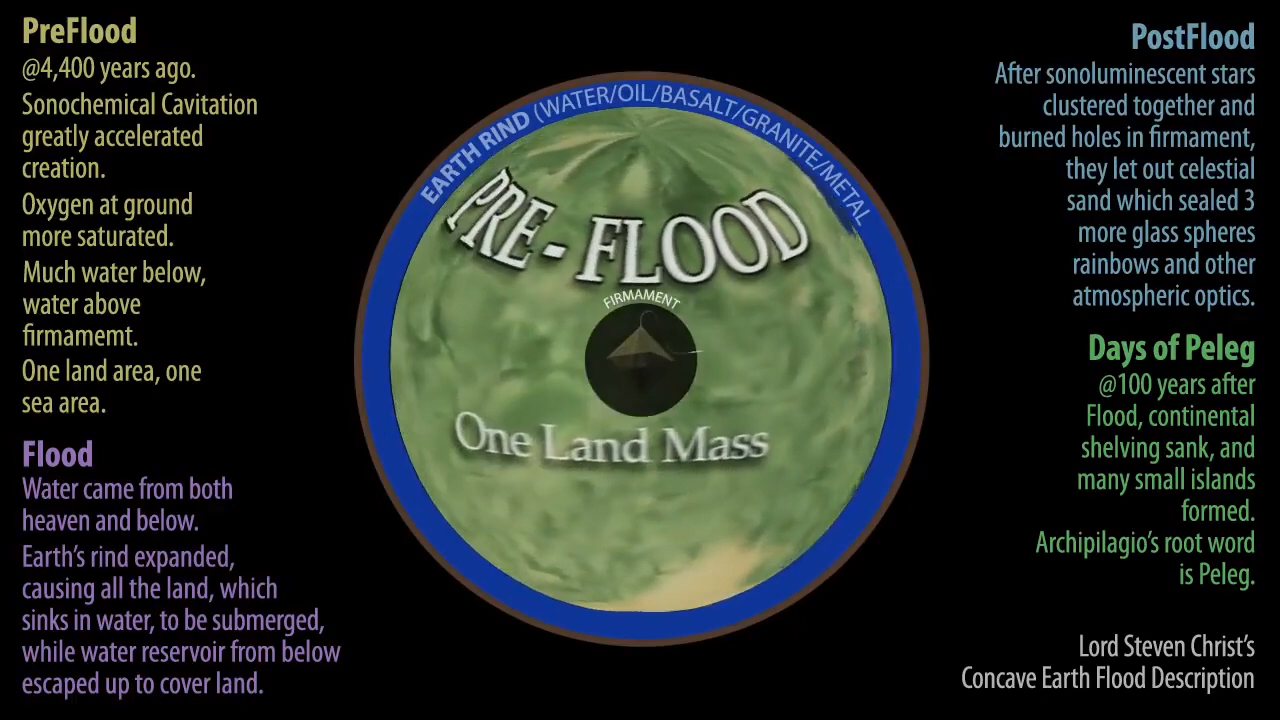 PreFlood
@4,400 years ago.
Sonochemical Cavitation
greatly accelerated
creation.
Oxygen at ground
more saturated.
Much water below,
water above
firmamemt.
One land area, one
sea area.
Flood
Water came from both
heaven and below.
Earth's rind expanded,
causing all the land, which
sinks in water, to be submerged,
while water reservoir from below
escaped up to cover land.
EARTH RIND (WATER/OIL/BASALT/GRANITE/METAL
PRE-FLOOD
FIRMAMENT
One Land Mass
PostFlood
After sonoluminescent stars
clustered together and
burned holes in firmament,
they let out celestial
sand which sealed 3
more glass spheres
rainbows and other
atmospheric optics.
Days of Peleg
@100 years after
Flood, continental
shelving sank, and
many small islands
formed.
Archipilagio's root word
is Peleg.
Lord Steven Christ's
Concave Earth Flood Description